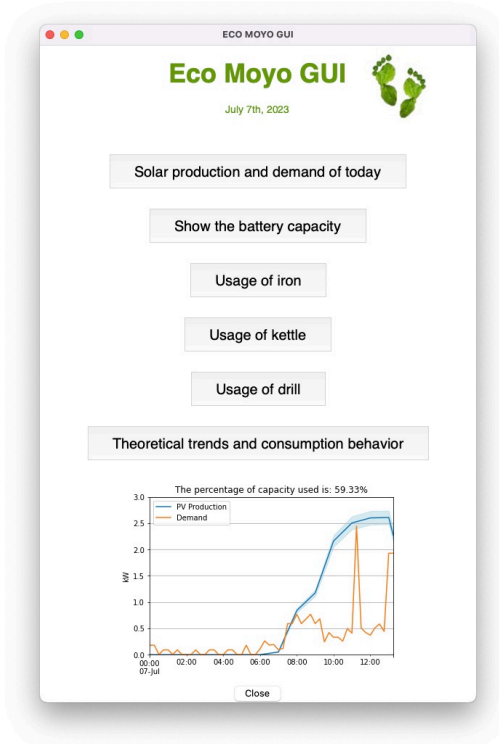 ECO MOYO GUI
Eco Moyo GUI
July 7th, 2023
Solar production and demand of today
Show the battery capacity
Usage of iron
Usage of kettle
Usage of drill
Theoretical trends and consumption behavior
The percentage of capacity used is: 59.33%
PV Production
Demand
3.0
2.5
2.0
1.5
1.0
0.5
0.0
kW
00:00 02:00 04:00 06:00 08:00 10:00 12:00
07-Jul
Close